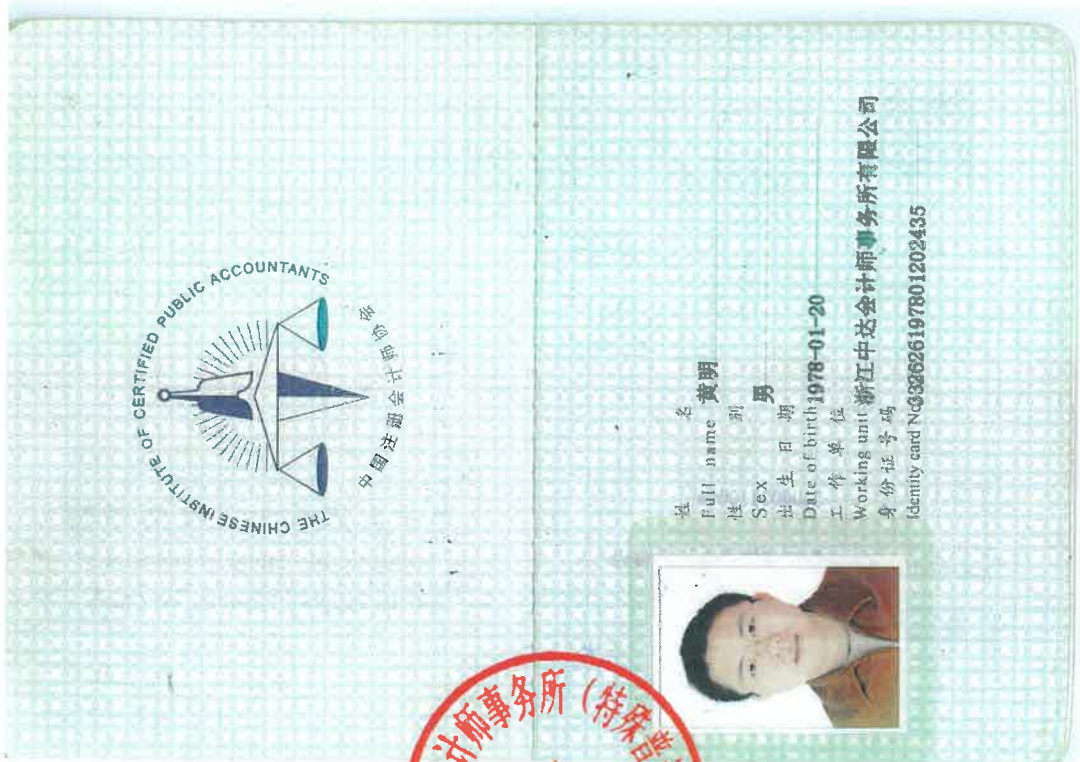 THE CHINESE INSTITUTE OF CERTIFIED PUBLIC ACCOUNTANTS
中国注册会计师协会
姓 名
Full name 黄明
性 别
Sex 男
出生日期
Date of birth 1978-01-20
工作单位
Working unit 浙江中达会计师事务所有限公司
身份证号码
Identity card No. 332626197801202435
计师事务所（特殊普